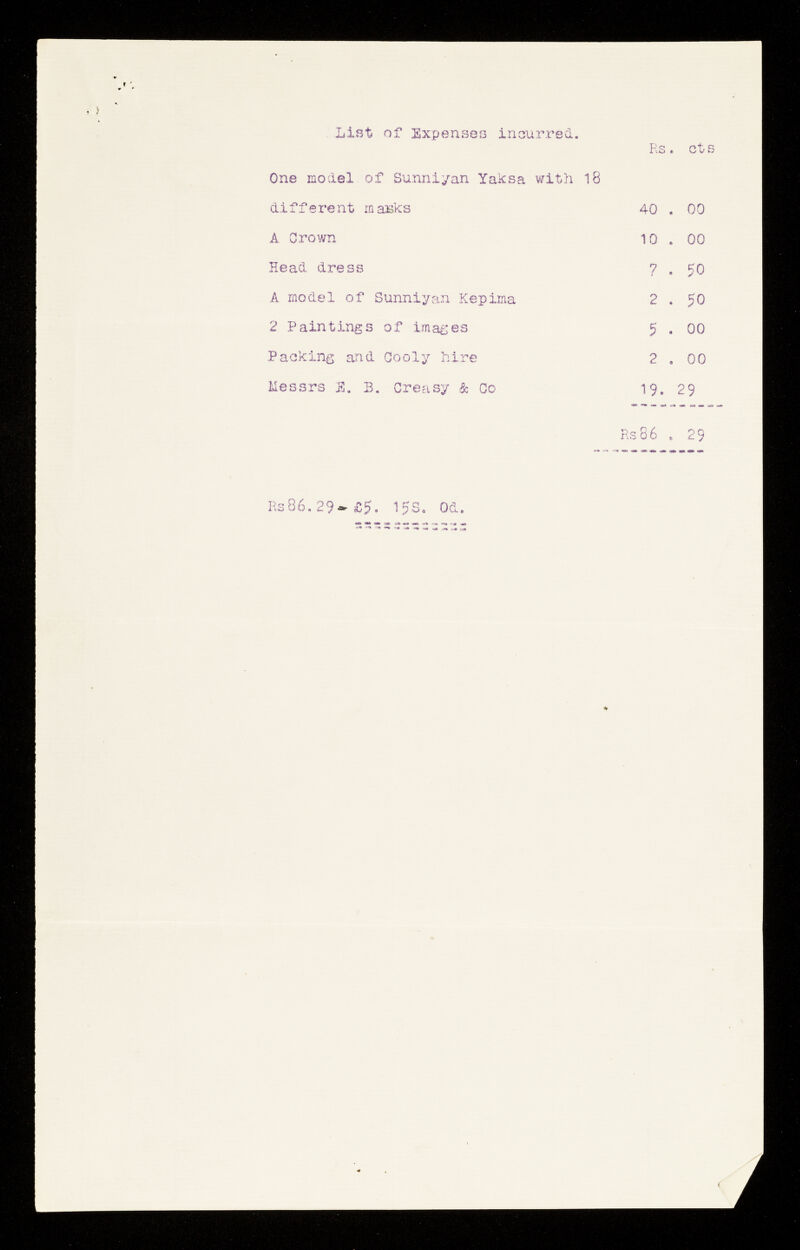 List of Expenses incurred.
Rs. cts
One model of Sunniyan Yaksa with 18
different masks 40 . 00
A Crown 10 . 00
Head dress 7 . 50
A model of Sunniyan Kepima 2 . 50
2 Paintings of images 5 . 00
Packing and Cooly hire 2 . 00
Messrs E. B. Creasy & Co 19. 29
Rs86 . 29
Rs86.29 = £5. 15S. 0d.